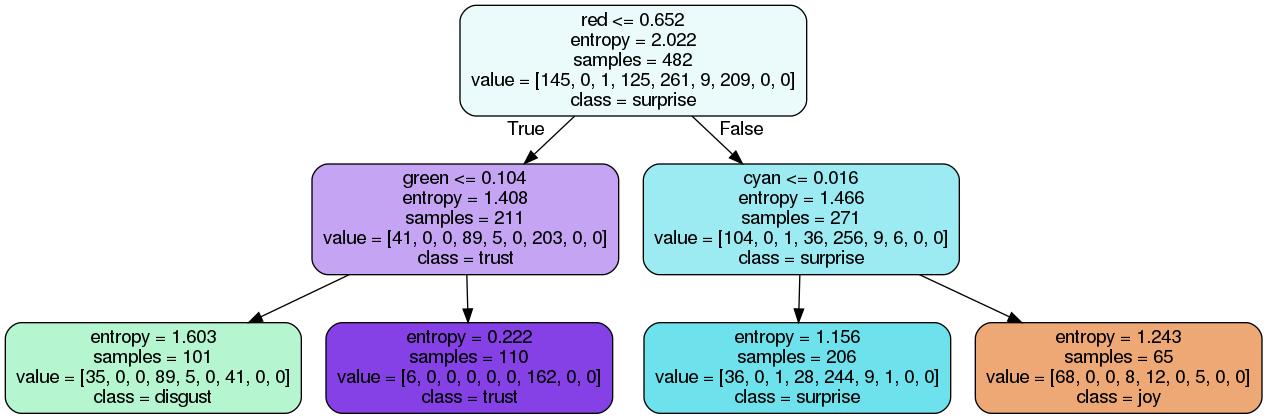 red <= 0.652
entropy = 2.022
samples = 482
value = [145, 0, 1, 125, 261, 9, 209, 0, 0]
class = surprise
True
False
green <= 0.104
entropy = 1.408
samples = 211
value = [41, 0, 0, 89, 5, 0, 203, 0, 0]
class = trust
cyan <= 0.016
entropy = 1.466
samples = 271
value = [104, 0, 1, 36, 256, 9, 6, 0, 0]
class = surprise
entropy = 1.603
samples = 101
value = [35, 0, 0, 89, 5, 0, 41, 0, 0]
class = disgust
entropy = 0.222
samples = 110
value = [6, 0, 0, 0, 0, 0, 162, 0, 0]
class = trust
entropy = 1.156
samples = 206
value = [36, 0, 1, 28, 244, 9, 1, 0, 0]
class = surprise
entropy = 1.243
samples = 65
value = [68, 0, 0, 8, 12, 0, 5, 0, 0]
class = joy